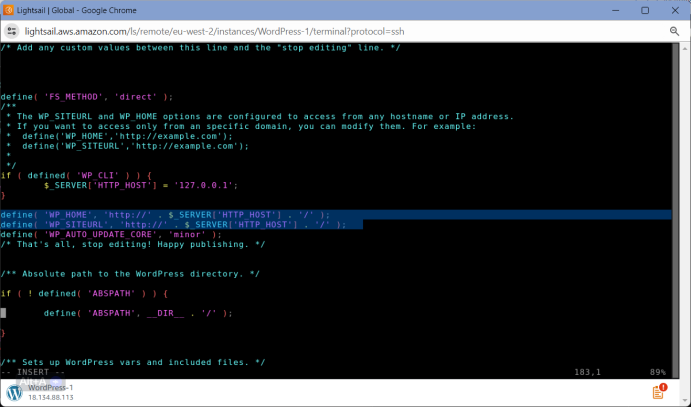 Lightsail | Global - Google Chrome
lightsail.aws.amazon.com/ls/remote/eu-west-2/instances/WordPress-1/terminal?protocol=ssh
/* Add any custom values between this line and the "stop editing" line. */
define( 'FS_METHOD', 'direct' );
/**
 * The WP_SITEURL and WP_HOME options are configured to access from any hostname or IP address.
 * If you want to access only from an specific domain, you can modify them. For example:
 *  define('WP_HOME','http://example.com');
 *  define('WP_SITEURL','http://example.com');
 *
 */
if ( defined( 'WP_CLI' ) ) {
        $_SERVER['HTTP_HOST'] = '127.0.0.1';
}
define( 'WP_HOME', 'http://' . $_SERVER['HTTP_HOST'] . '/' );
define( 'WP_SITEURL', 'http://' . $_SERVER['HTTP_HOST'] . '/' );
define( 'WP_AUTO_UPDATE_CORE', 'minor' );
/* That's all, stop editing! Happy publishing. */
/** Absolute path to the WordPress directory. */
if ( ! defined( 'ABSPATH' ) ) {
        define( 'ABSPATH', __DIR__ . '/' );
}
/** Sets up WordPress vars and included files. */
-- INSERT -- 183,1 89%
WordPress-1
18.134.88.113